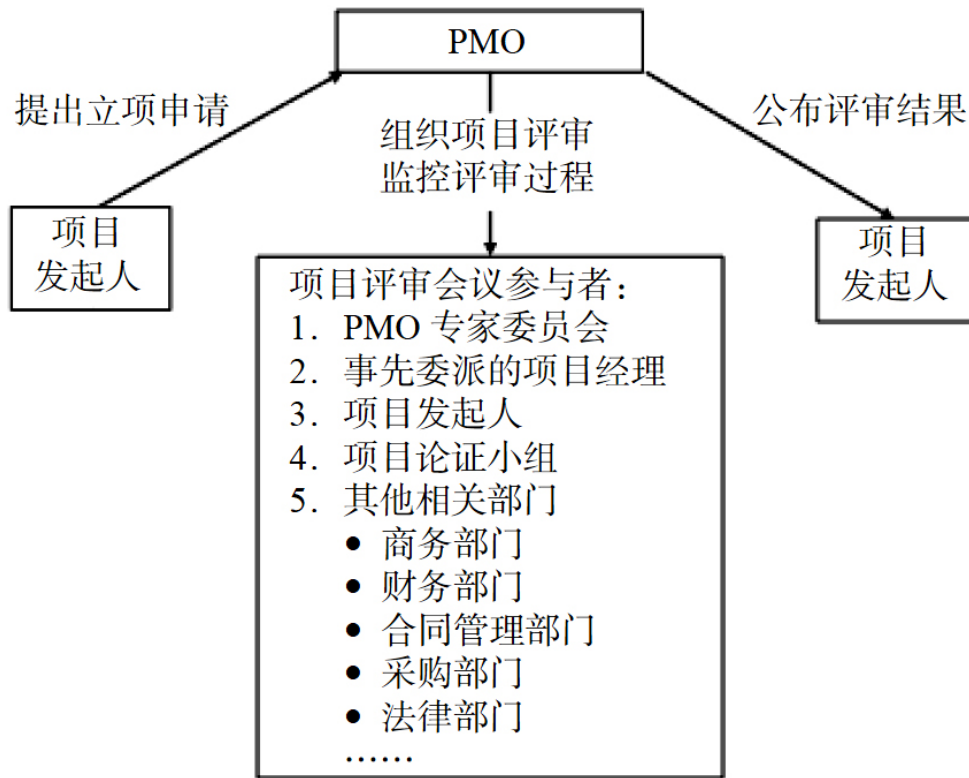 PMO
提出立项申请
组织项目评审
监控评审过程
公布评审结果
项目
发起人
项目
发起人
项目评审会议参与者：
1．PMO 专家委员会
2．事先委派的项目经理
3．项目发起人
4．项目论证小组
5．其他相关部门
● 商务部门
● 财务部门
● 合同管理部门
● 采购部门
● 法律部门
……